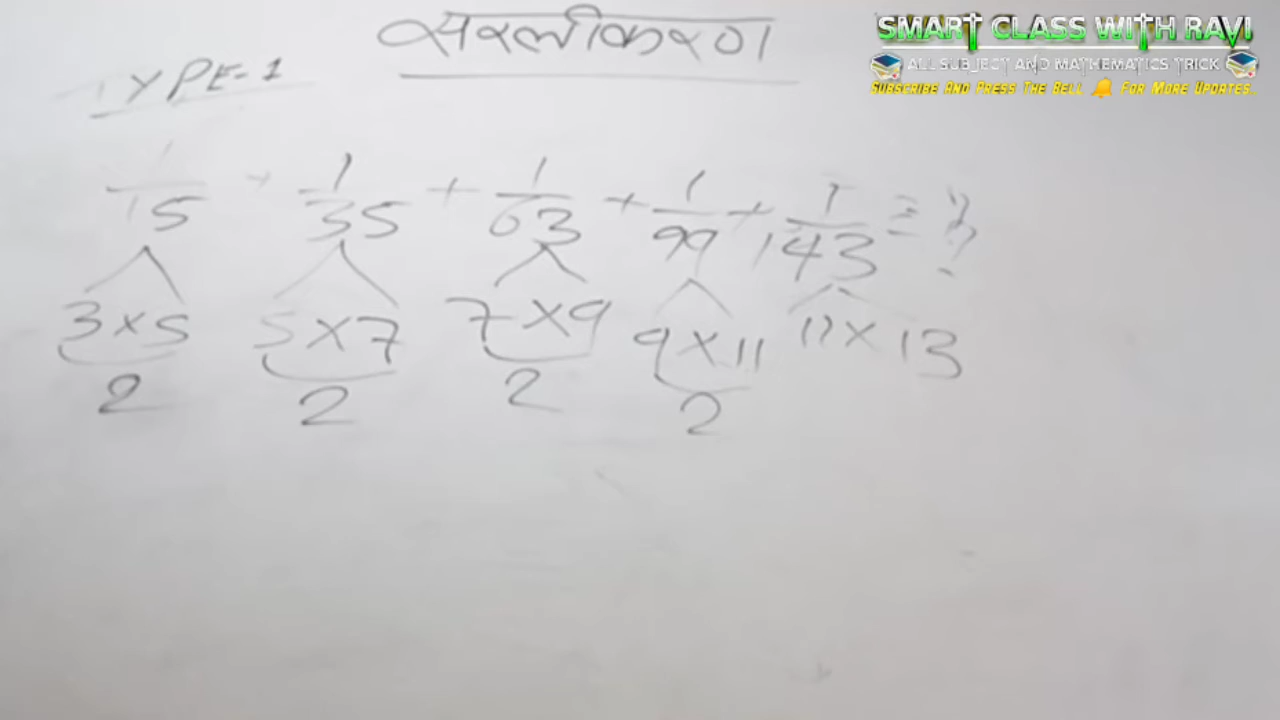 सरलीकरण
SMART CLASS WITH RAVI
ALL SUBJECT AND MATHEMATICS TRICK
SUBSCRIBE AND PRESS THE BELL 🔔 FOR MORE UPDATES..
TYPE-1
1/15 + 1/35 + 1/63 + 1/99 + 1/143 = ?
3×5 5×7 7×9 9×11 11×13
2 2 2 2